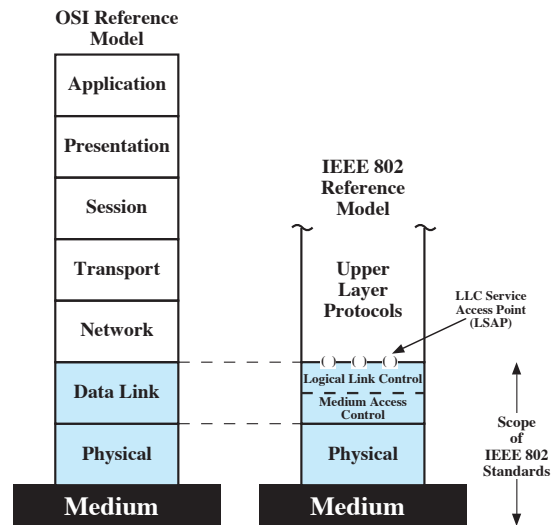 OSI Reference
Model
Application
Presentation
Session
Transport
Network
Data Link
Physical
Medium
IEEE 802
Reference
Model
Upper
Layer
Protocols
LLC Service
Access Point
(LSAP)
Logical Link Control
Medium Access
Control
Physical
Medium
Scope
of
IEEE 802
Standards